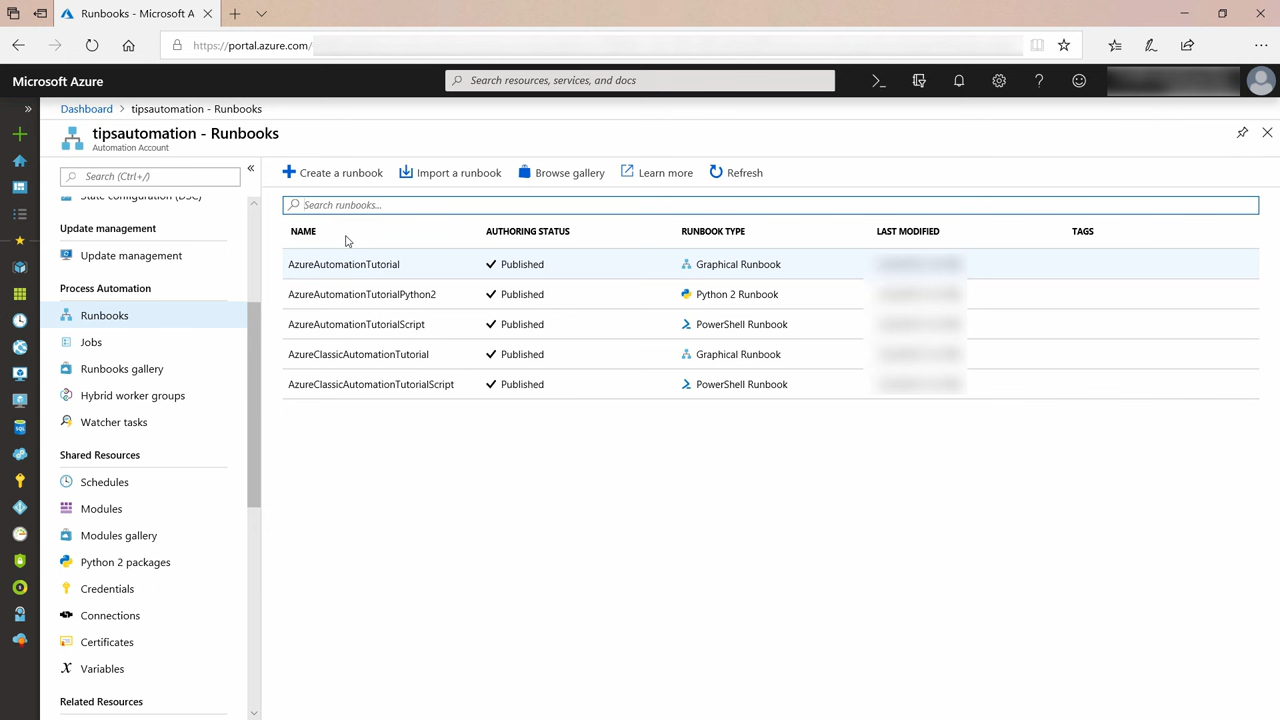 Runbooks - Microsoft A
https://portal.azure.com/
Microsoft Azure
Search resources, services, and docs
Dashboard > tipsautomation - Runbooks
tipsautomation - Runbooks
Automation Account
Search (Ctrl+/)
State configuration (DSC)
Update management
Update management
Process Automation
Runbooks
Jobs
Runbooks gallery
Hybrid worker groups
Watcher tasks
Shared Resources
Schedules
Modules
Modules gallery
Python 2 packages
Credentials
Connections
Certificates
Variables
Related Resources
Create a runbook Import a runbook Browse gallery Learn more Refresh
Search runbooks...
NAME AUTHORING STATUS RUNBOOK TYPE LAST MODIFIED TAGS
AzureAutomationTutorial Published Graphical Runbook
AzureAutomationTutorialPython2 Published Python 2 Runbook
AzureAutomationTutorialScript Published PowerShell Runbook
AzureClassicAutomationTutorial Published Graphical Runbook
AzureClassicAutomationTutorialScript Published PowerShell Runbook